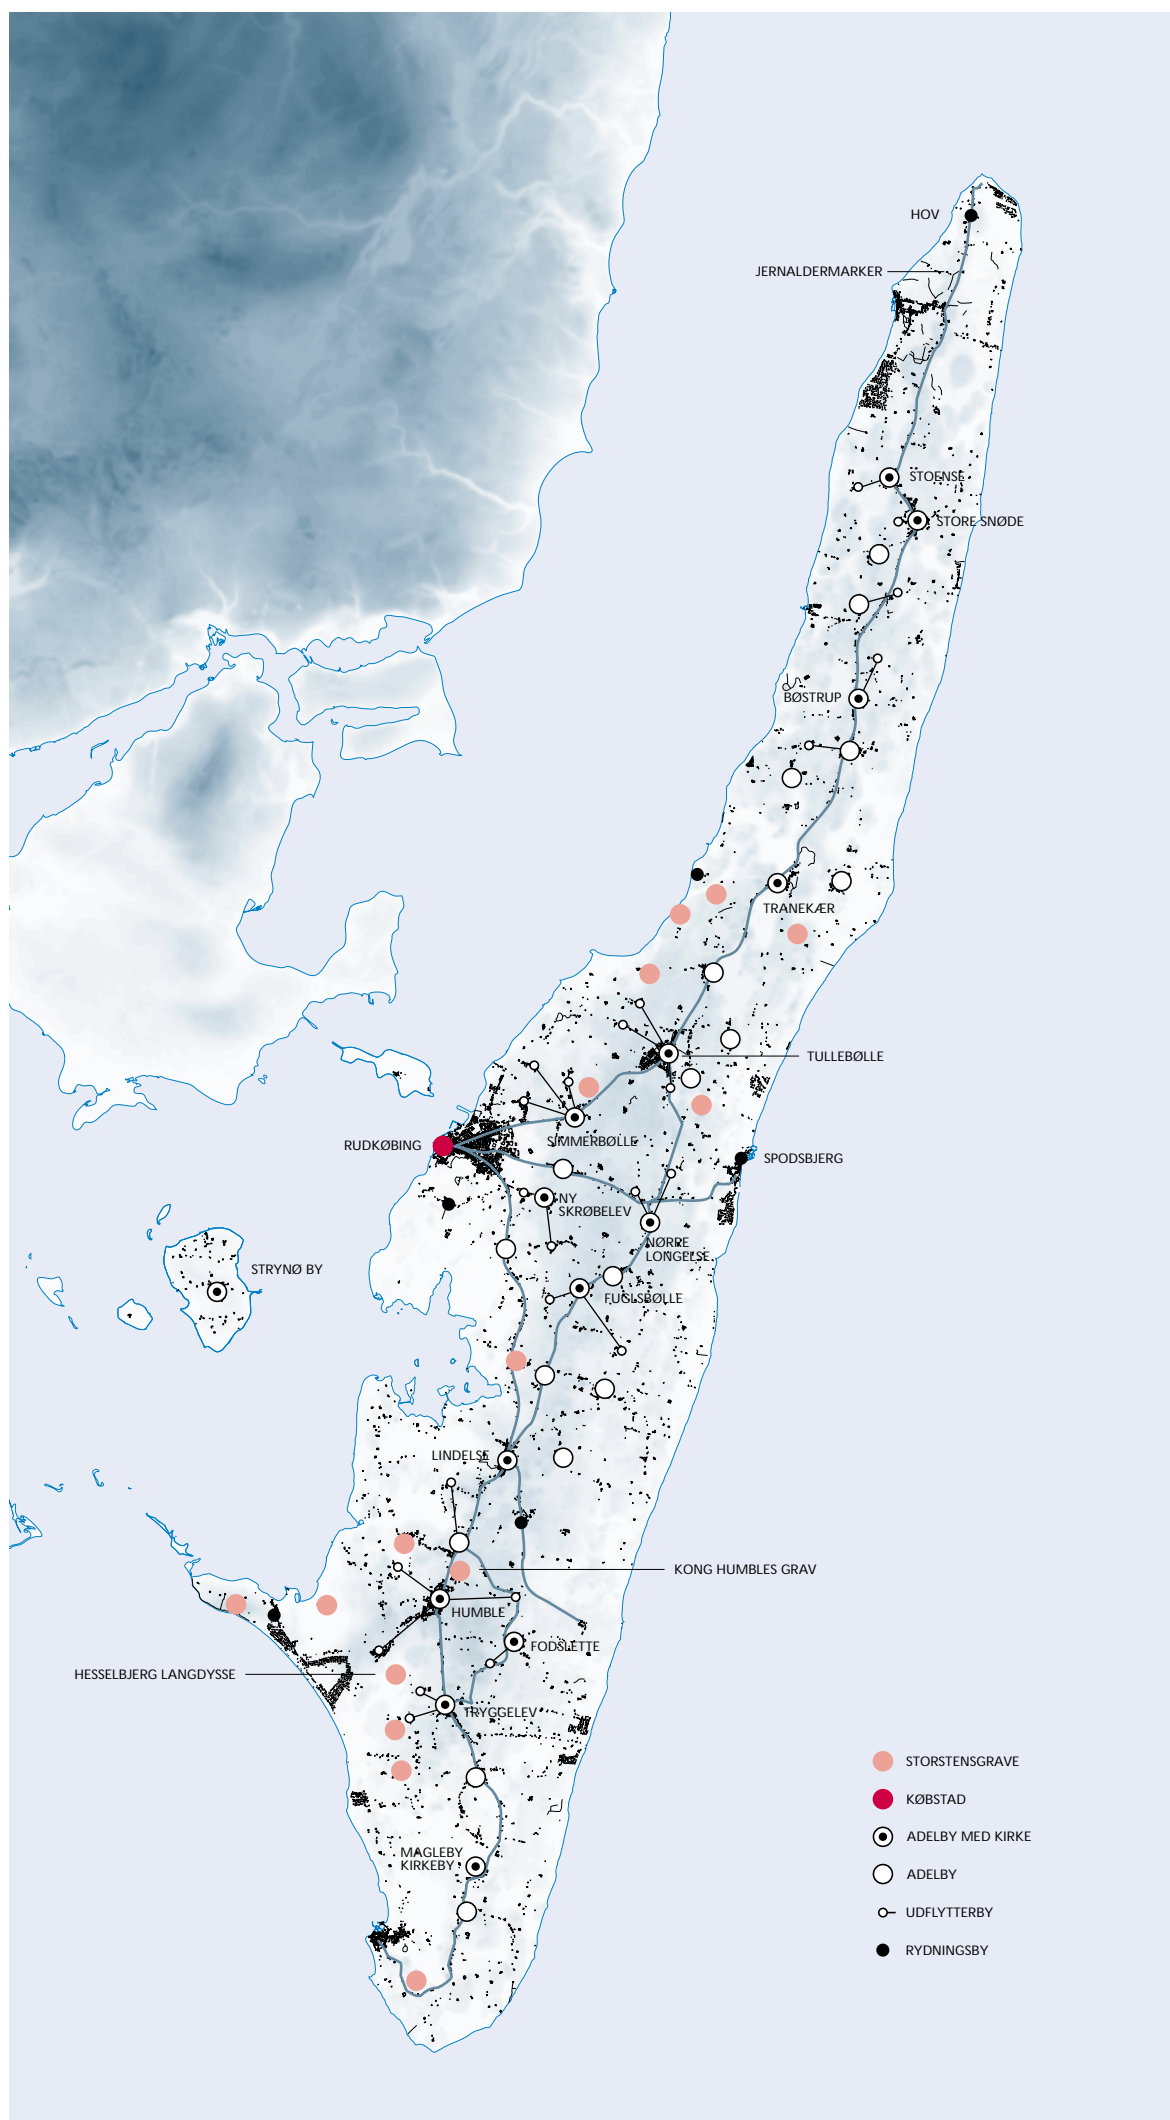 HOV
JERNALDERMARKER
STOENSE
STORE SNØDE
BØSTRUP
TRANEKÆR
TULLEBØLLE
SIMMERBØLLE
RUDKØBING
SPODSBJERG
NY
SKRØBELEV
NØRRE
LONGELSE
STRYNØ BY
FUGLSBØLLE
LINDELSE
KONG HUMBLES GRAV
HUMBLE
FODSLETTE
HESSELBJERG LANGDYSSE
TRYGGELEV
MAGLEBY
KIRKEBY
STORSTENSGRAVE
KØBSTAD
ADELBY MED KIRKE
ADELBY
UDFLYTTERBY
RYDNINGSBY